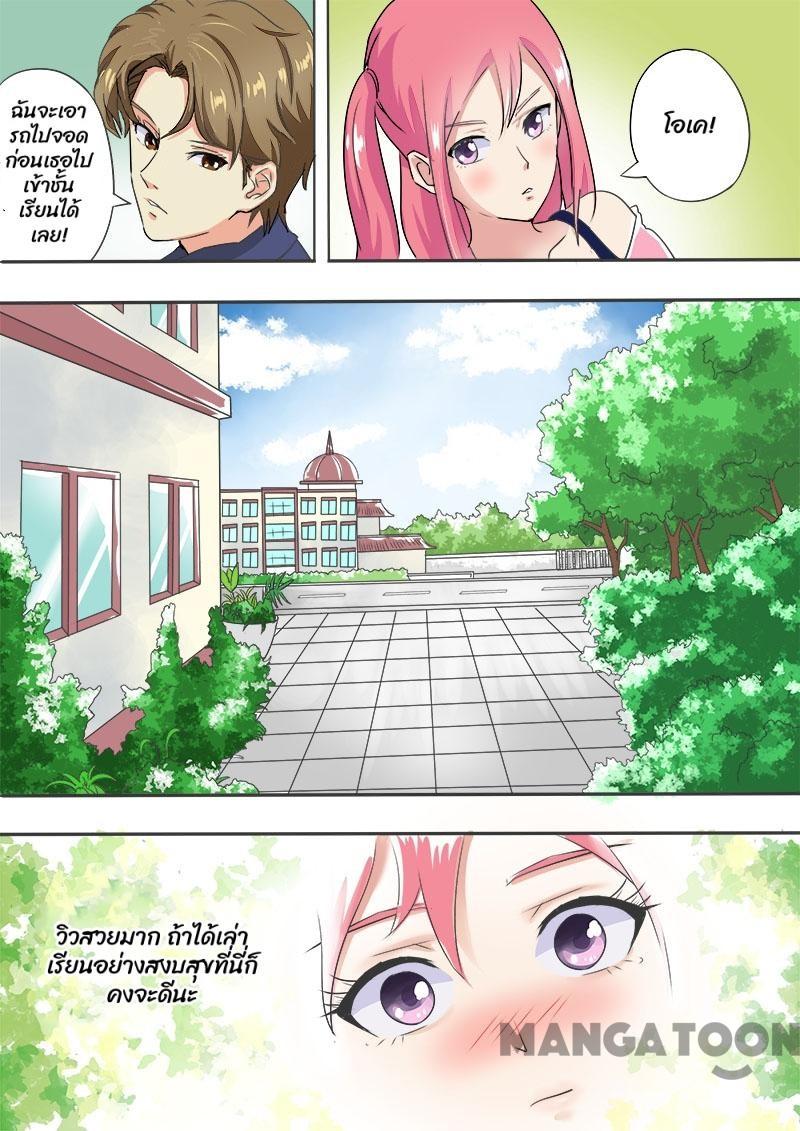 ฉันจะเอา
รถไปจอด
ก่อนเธอไป
เข้าชั้น
เรียนได้
เลย!
โอเค!
วิวสวยมาก ถ้าได้เล่า
เรียนอย่างสงบสุขที่นี่ก็
คงจะดีนะ
MANGATOON